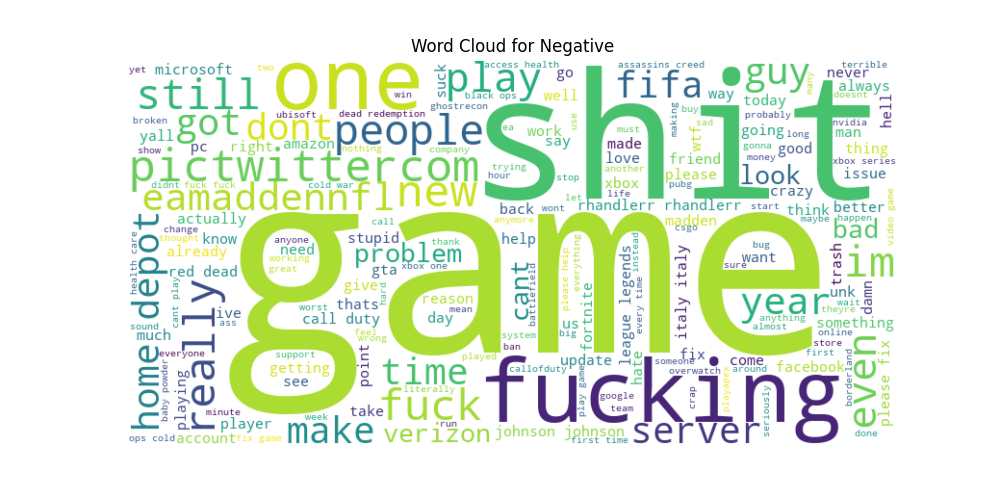 Word Cloud for Negative
yet microsoft
one
suck
access health
play
go
assassins creed
fifa
way
guy
many
never
terrible
always
doesnt
hell
still
two
win
black ops
ghostrecon
well
shit
making
buy
today
probably
nvidia
broken
ubisoft
dead redemption
got
dont
people
ea
work
say
use
made
must
wtf
sad
going
long
man
yall
pc
right
amazon
nothing
company
trying
love
another
friend
gonna
good
thing
show
pictwittercom
hour
stop
xbox
life
please
pubg
money
look
crazy
xbox series
issue
didnt
fuck fuck
cold war
eamaddennfl
new
let
rhandlerr rhandlerr
start
think
better
video game
change
actually
call
anymore
back
wont
madden
csgo
maybe
happen
bad
health care
home depot
thought
already
know
anyone
need
working
great
stupid
problem
thank
help
cant
battlefield
please help
everything
fortnite
league legends
every time
instead
italy italy
bug
want
sure
trash
damn
im
red dead
really
gta
xbox one
give
hard
mean
reason
day
us
big
game
year
unk
wait
theyre
cant play
live
ass
worst
thats
call duty
system
ban
anything
almost
something
online
sound
much
feel
wrong
point
update
hate
fix
someone
come
first
store
everyone
support
getting
see
time
played
callofduty
play game
overwatch
around
facebook
borderland
even
please fix
baby powder
playing
minute
literally
take
fuck
fucking
google
team
crap
playapex
seriously
player
week
run
make
verizon
johnson johnson
first time
server
done
ops cold
account
fix game